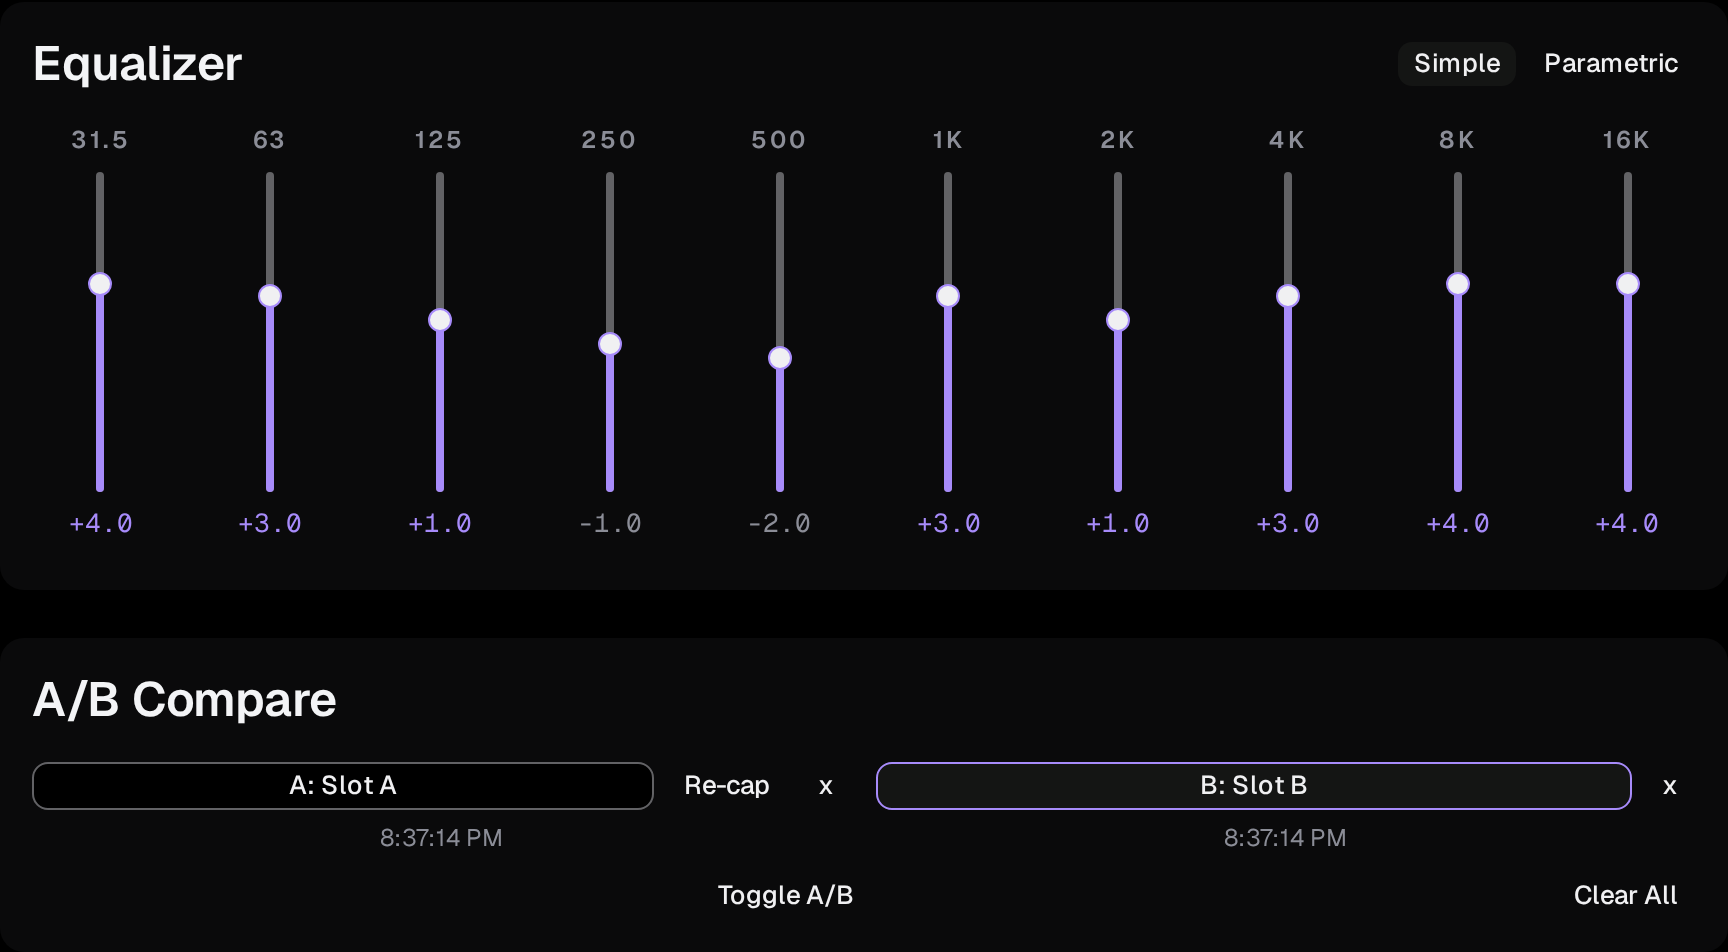 Equalizer
Simple Parametric
31.5 63 125 250 500 1K 2K 4K 8K 16K
+4.0 +3.0 +1.0 -1.0 -2.0 +3.0 +1.0 +3.0 +4.0 +4.0
A/B Compare
A: Slot A Re-cap x B: Slot B x
8:37:14 PM 8:37:14 PM
Toggle A/B Clear All